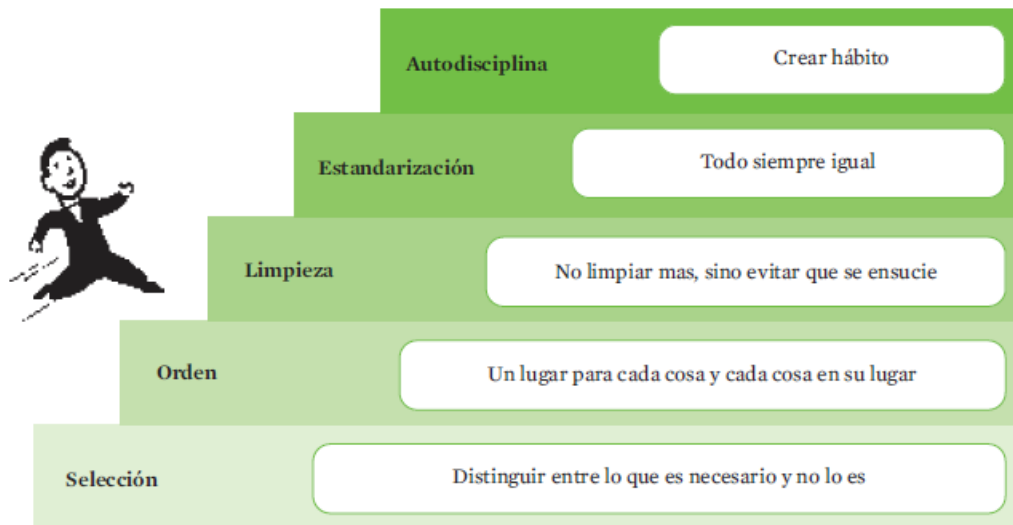 Autodisciplina
Crear hábito
Estandarización
Todo siempre igual
Limpieza
No limpiar mas, sino evitar que se ensucie
Orden
Un lugar para cada cosa y cada cosa en su lugar
Selección
Distinguir entre lo que es necesario y no lo es